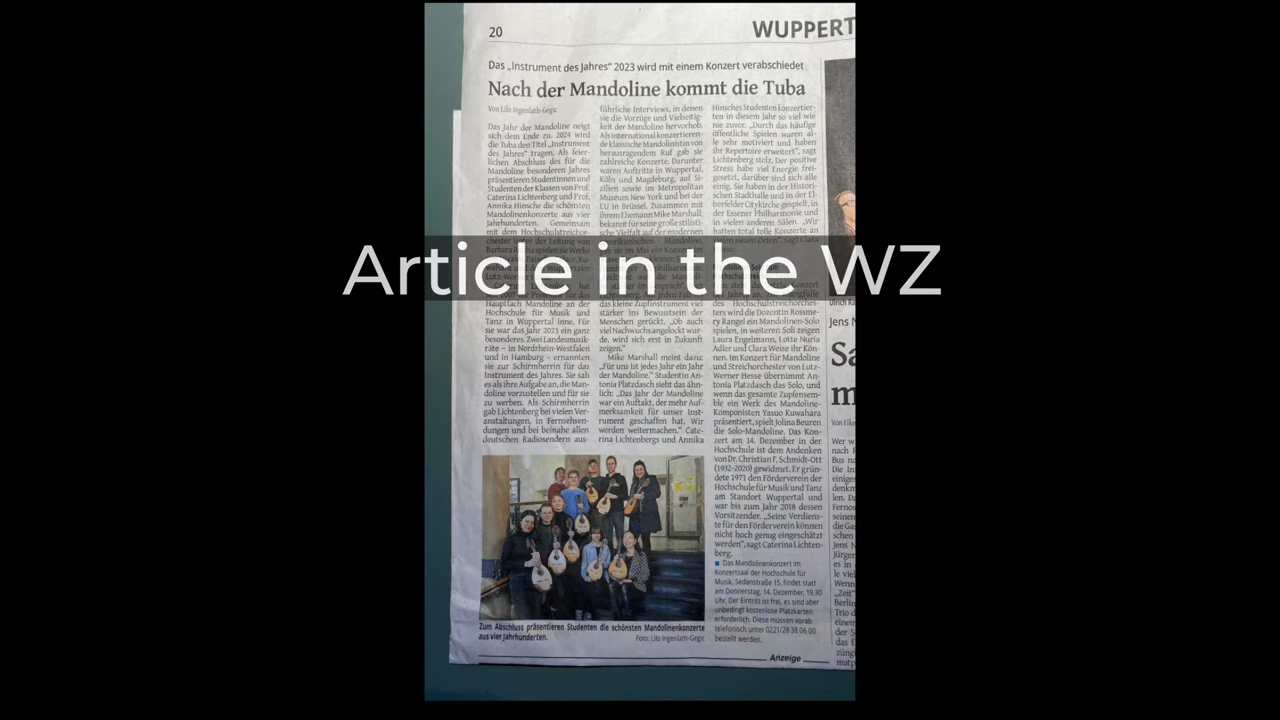 20
WUPPERT
Das „Instrument des Jahres“ 2023 wird mit einem Konzert verabschiedet
Nach der Mandoline kommt die Tuba
Von Lilo Ingenlath-Gegic
Das Jahr der Mandoline neigt
sich dem Ende zu. 2024 wird
die Tuba den Titel „Instrument
des Jahres“ tragen. Als feier-
lichen Abschluss des für die
Mandoline besonderen Jahres
präsentieren Studentinnen und
Studenten der Klassen von Prof.
Caterina Lichtenberg und Prof.
Annika Hinsche die schönsten
Mandolinenkonzerte aus vier
Jahrhunderten. Gemeinsam
mit dem Hochschulstreichor-
chester unter der Leitung von
Hauptfach Mandoline an der
Hochschule für Musik und
Tanz in Wuppertal inne. Für
sie war das Jahr 2023 ein ganz
besonderes. Zwei Landesmusik-
räte – in Nordrhein-Westfalen
und in Hamburg – ernannten
sie zur Schirmherrin für das
Instrument des Jahres. Sie sah
es als ihre Aufgabe an, die Man-
doline vorzustellen und für sie
zu werben. Als Schirmherrin
gab Lichtenberg bei vielen Ver-
anstaltungen, in Fernsehsen-
dungen und bei beinahe allen
deutschen Radiosendern aus-
führliche Interviews, in denen
sie die Vorzüge und Vielseitig-
keit der Mandoline hervorhob.
Als international konzertieren-
de klassische Mandolinistin von
herausragendem Ruf gab sie
zahlreiche Konzerte. Darunter
waren Auftritte in Wuppertal,
Köln und Magdeburg, auf Si-
zilien sowie im Metropolitan
Museum New York und bei der
EU in Brüssel. Zusammen mit
ihrem Ehemann Mike Marshall,
bekannt für seine große stilisti-
sche Vielfalt auf der modernen
amerikanischen Mandoline,
das kleine Zupfinstrument viel
stärker ins Bewusstsein der
Menschen gerückt. „Ob auch
viel Nachwuchs angelockt wur-
de, wird sich erst in Zukunft
zeigen.“
Mike Marshall meint dazu:
„Für uns ist jedes Jahr ein Jahr
der Mandoline.“ Studentin An-
tonia Platzdasch sieht das ähn-
lich: „Das Jahr der Mandoline
war ein Auftakt, der mehr Auf-
merksamkeit für unser Inst-
rument geschaffen hat. Wir
werden weitermachen.“ Cate-
rina Lichtenbergs und Annika
Hinsches Studenten konzertier-
ten in diesem Jahr so viel wie
nie zuvor. „Durch das häufige
öffentliche Spielen waren al-
le sehr motiviert und haben
ihr Repertoire erweitert“, sagt
Lichtenberg stolz. Der positive
Stress habe viel Energie frei-
gesetzt, darüber sind sich alle
einig. Sie haben in der Histori-
schen Stadthalle und in der El-
berfelder Citykirche gespielt, in
der Essener Philharmonie und
in vielen anderen Sälen. „Wir
hatten total tolle Konzerte an
vielen neuen Orten“, sagt Clara
des Hochschulstreichorches-
ters wird die Dozentin Rossme-
ry Rangel ein Mandolinen-Solo
spielen, in weiteren Soli zeigen
Laura Engelmann, Lotte Nuria
Adler und Clara Weise ihr Kön-
nen. Im Konzert für Mandoline
und Streichorchester von Lutz-
Werner Hesse übernimmt An-
tonia Platzdasch das Solo, und
wenn das gesamte Zupfensem-
ble ein Werk des Mandoline-
Komponisten Yasuo Kuwahara
präsentiert, spielt Jolina Beuren
die Solo-Mandoline. Das Kon-
zert am 14. Dezember in der
Hochschule ist dem Andenken
von Dr. Christian F. Schmidt-Ott
(1932-2020) gewidmet. Er grün-
dete 1971 den Förderverein der
Hochschule für Musik und Tanz
am Standort Wuppertal und
war bis zum Jahr 2018 dessen
Vorsitzender. „Seine Verdiens-
te für den Förderverein können
nicht hoch genug eingeschätzt
werden“, sagt Caterina Lichten-
berg.
Das Mandolinenkonzert im
Konzertsaal der Hochschule für
Musik, Sedanstraße 15, findet statt
am Donnerstag, 14. Dezember, 19.30
Uhr. Der Eintritt ist frei, es sind aber
unbedingt kostenlose Platzkarten
erforderlich. Diese müssen vorab
telefonisch unter 0221/28 38 06 00
bestellt werden.
Article in the WZ
Zum Abschluss präsentieren Studenten die schönsten Mandolinenkonzerte
aus vier Jahrhunderten.
Foto: Lilo Ingenlath-Gegic
Anzeige
Ulrich Ra
Jens N
Sa
m
Von Eike